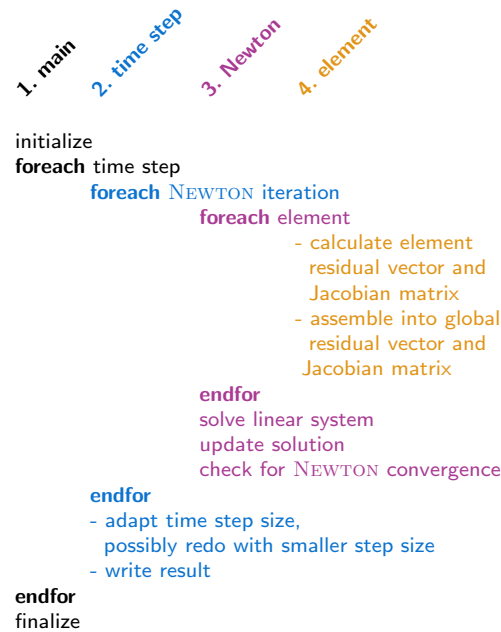 1. main
2. time step
3. Newton
4. element
initialize
foreach time step
foreach NEWTON iteration
foreach element
- calculate element
residual vector and
Jacobian matrix
- assemble into global
residual vector and
Jacobian matrix
endfor
solve linear system
update solution
check for NEWTON convergence
endfor
- adapt time step size,
possibly redo with smaller step size
- write result
endfor
finalize